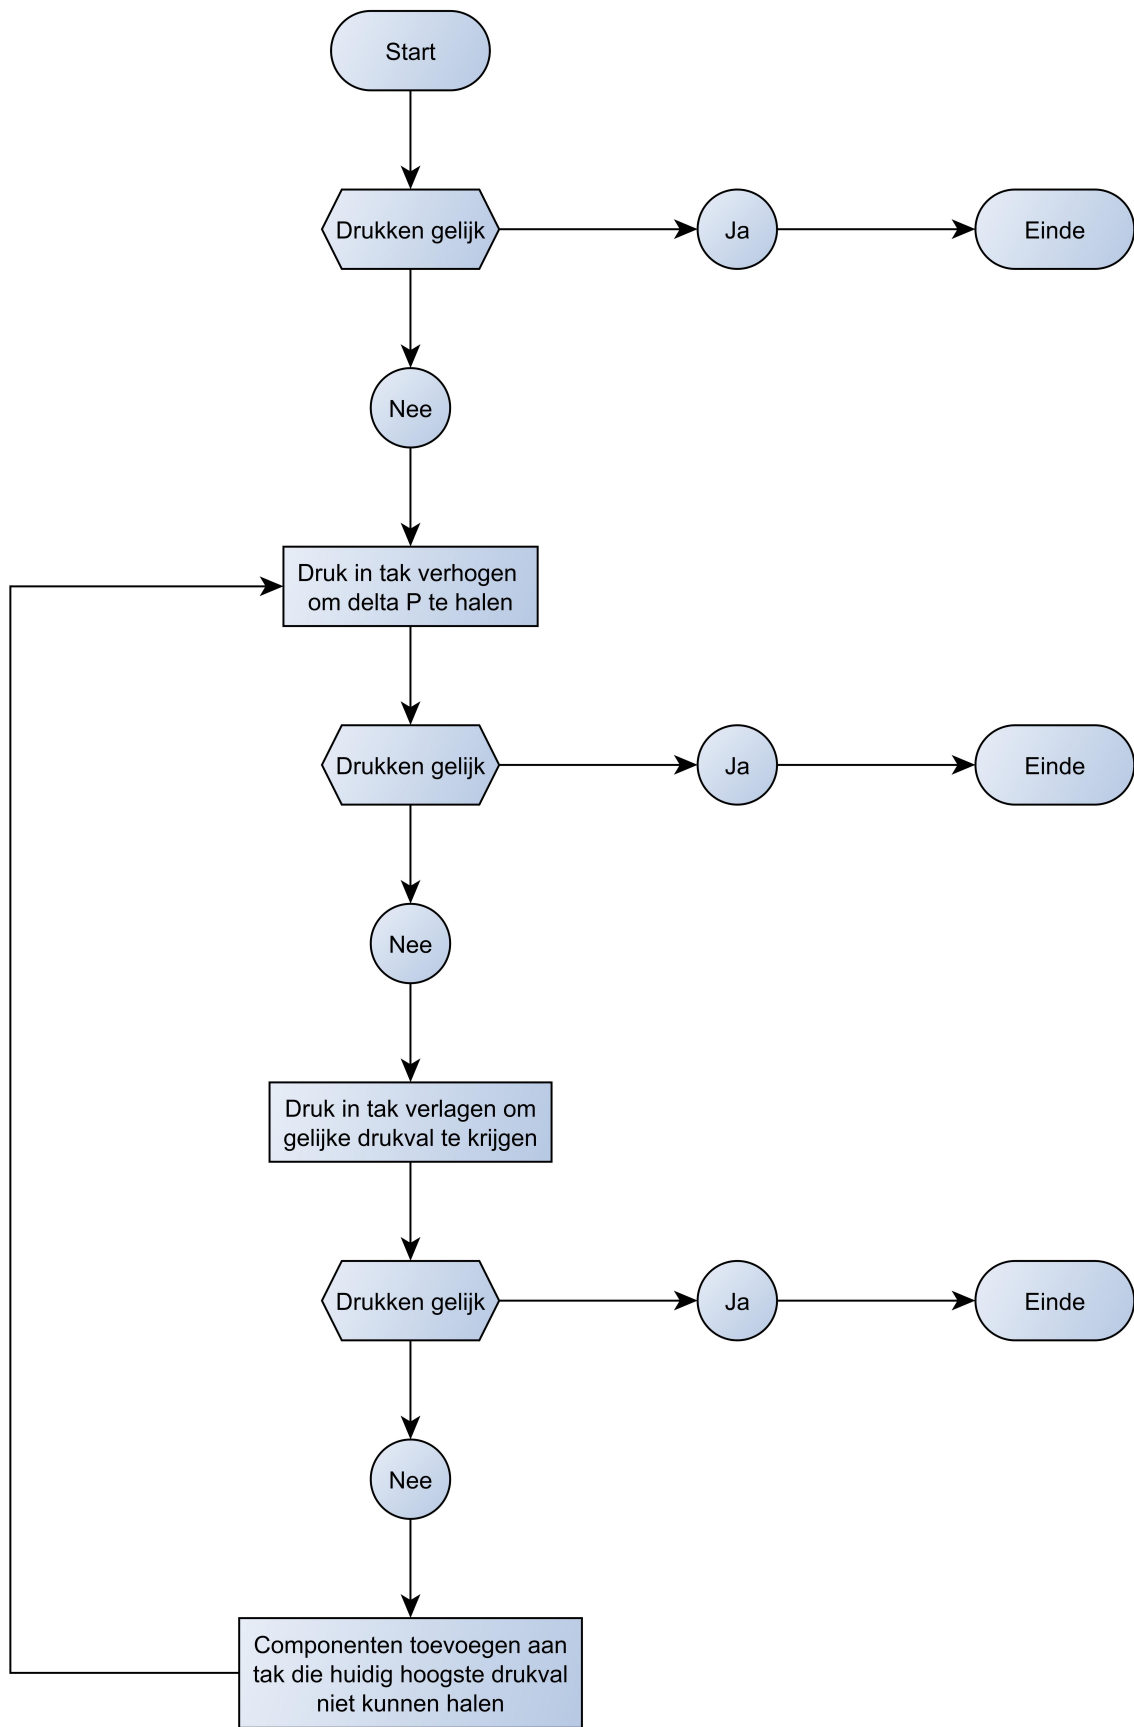 Start
Drukken gelijk
Ja
Einde
Nee
Druk in tak verhogen
om delta P te halen
Drukken gelijk
Ja
Einde
Nee
Druk in tak verlagen om
gelijke drukval te krijgen
Drukken gelijk
Ja
Einde
Nee
Componenten toevoegen aan
tak die huidig hoogste drukval
niet kunnen halen